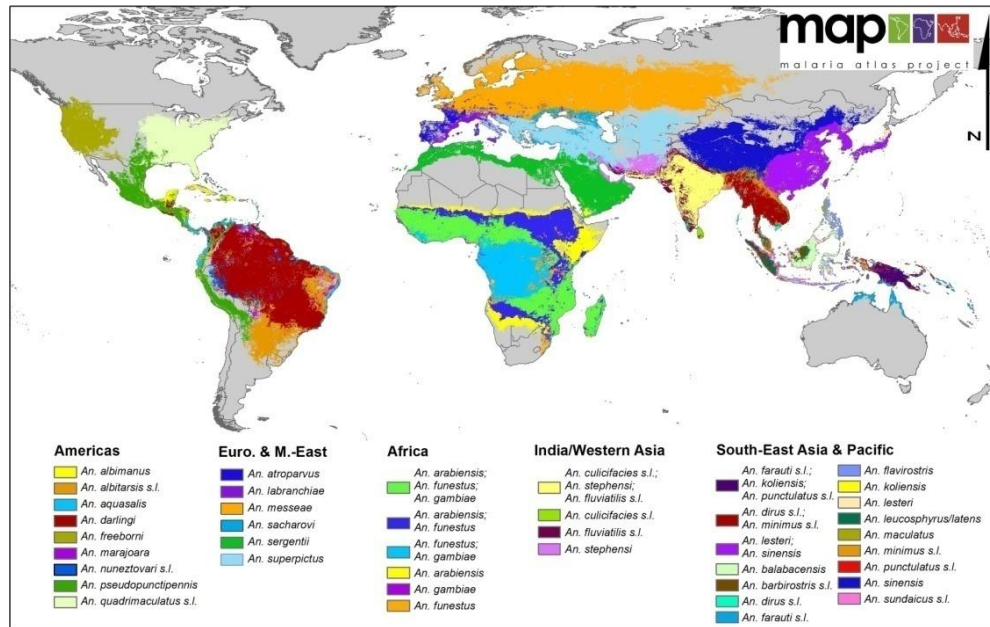 map
malaria atlas project
N
Americas
An. albimanus
An. albitarsis s.l.
An. aquasalis
An. darlingi
An. freeborni
An. marajoara
An. nuneztovari s.l.
An. pseudopunctipennis
An. quadrimaculatus s.l.
Euro. & M.-East
An. atroparvus
An. labranchiae
An. messeae
An. sacharovi
An. sergentii
An. superpictus
Africa
An. arabiensis;
An. funestus;
An. gambiae
An. arabiensis;
An. funestus
An. funestus;
An. gambiae
An. arabiensis
An. gambiae
An. funestus
India/Western Asia
An. culicifacies s.l.;
An. stephensi;
An. fluviatilis s.l.
An. culicifacies s.l.
An. fluviatilis s.l.
An. stephensi
South-East Asia & Pacific
An. farauti s.l.;
An. koliensis;
An. punctulatus s.l.
An. dirus s.l.;
An. minimus s.l.
An. lesteri;
An. sinensis
An. balabacensis
An. barbirostris s.l.
An. dirus s.l.
An. farauti s.l.
An. flavirostris
An. koliensis
An. lesteri
An. leucosphyrus/latens
An. maculatus
An. minimus s.l.
An. punctulatus s.l.
An. sinensis
An. sundaicus s.l.